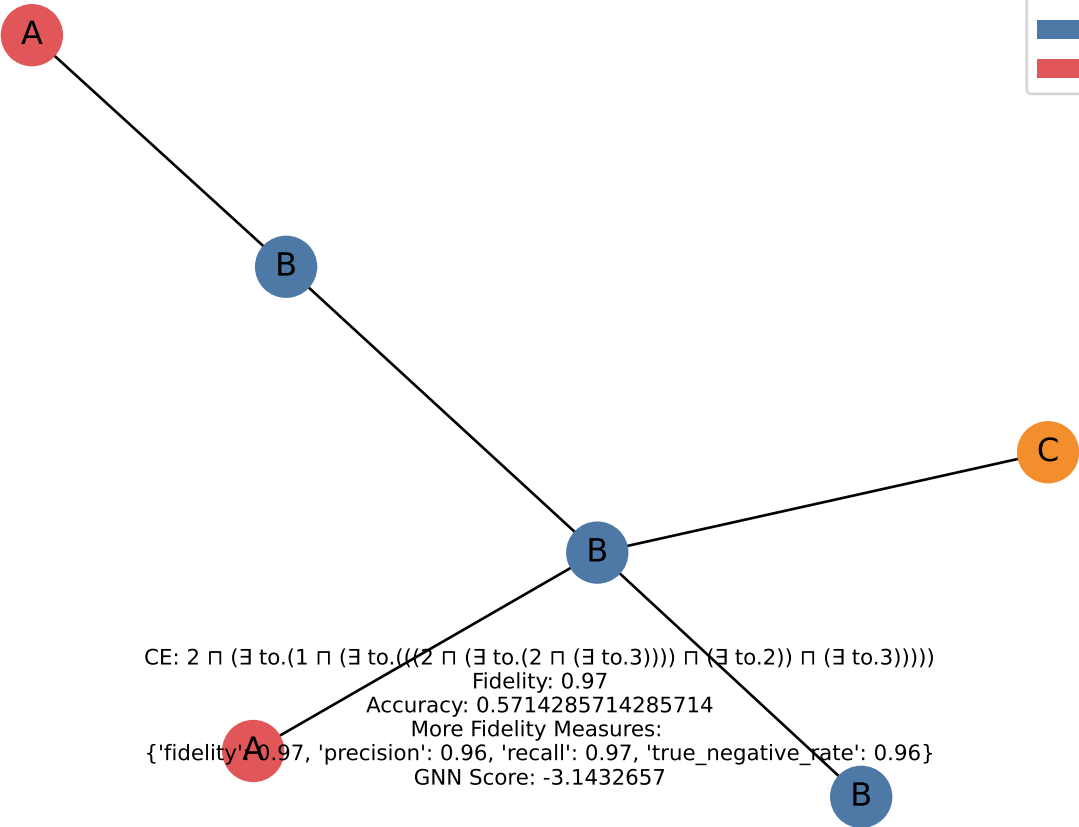 A
B
C
B
CE: 2 ⊓ (∃ to.(1 ⊓ (∃ to.(((2 ⊓ (∃ to.(2 ⊓ (∃ to.3)))) ⊓ (∃ to.2)) ⊓ (∃ to.3)))))
Fidelity: 0.97
Accuracy: 0.5714285714285714
More Fidelity Measures:
A
{'fidelity': 0.97, 'precision': 0.96, 'recall': 0.97, 'true_negative_rate': 0.96}
GNN Score: -3.1432657
B